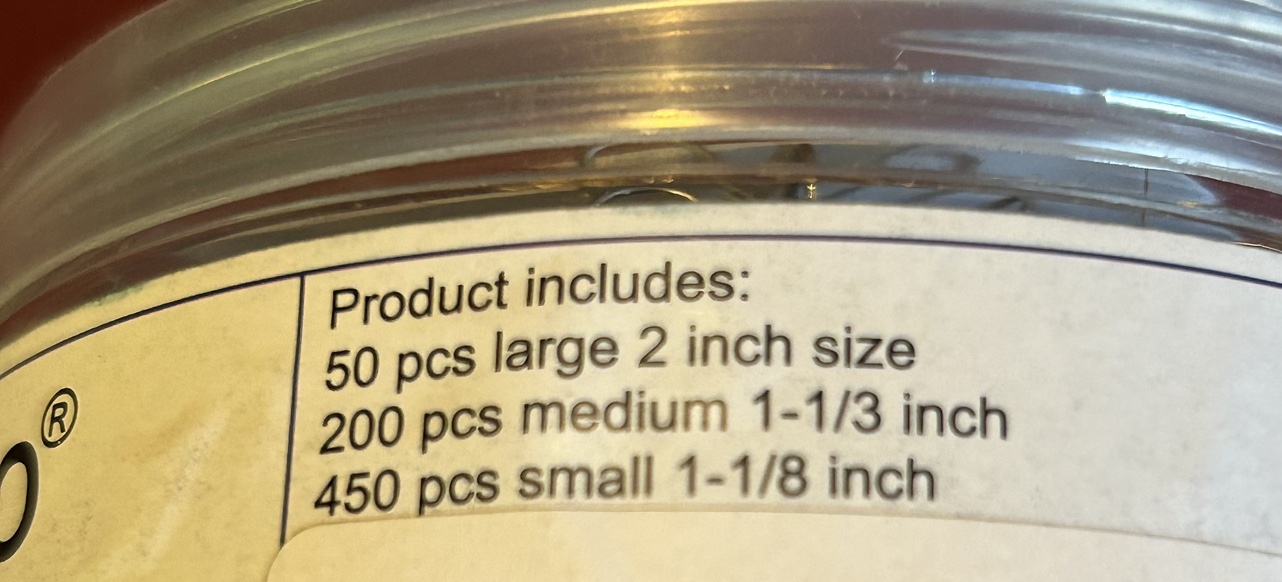 Product includes:
50 pcs large 2 inch size
200 pcs medium 1-1/3 inch
450 pcs small 1-1/8 inch
®